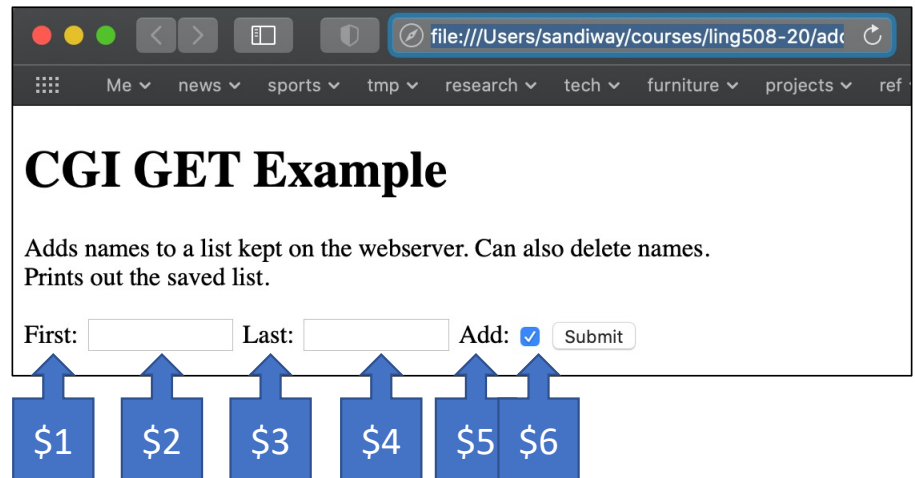 file:///Users/sandiway/courses/ling508-20/add
Me news sports tmp research tech furniture projects ref
CGI GET Example
Adds names to a list kept on the webserver. Can also delete names.
Prints out the saved list.
First: Last: Add: Submit
$1 $2 $3 $4 $5 $6